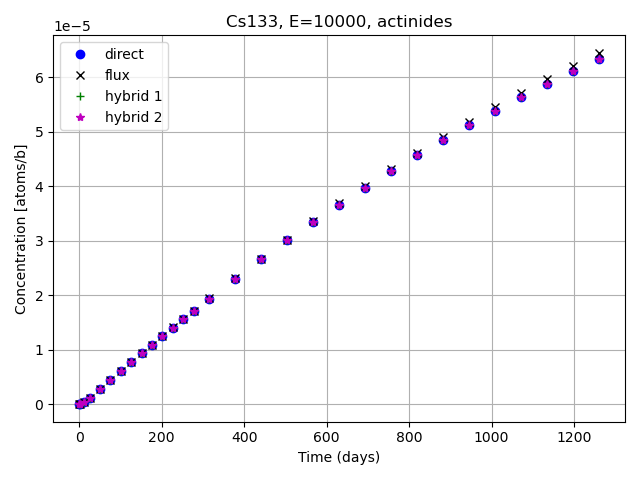 Cs133, E=10000, actinides
1e−5
direct
flux
hybrid 1
hybrid 2
6
5
4
3
2
1
0
Concentration [atoms/b]
0 200 400 600 800 1000 1200
Time (days)